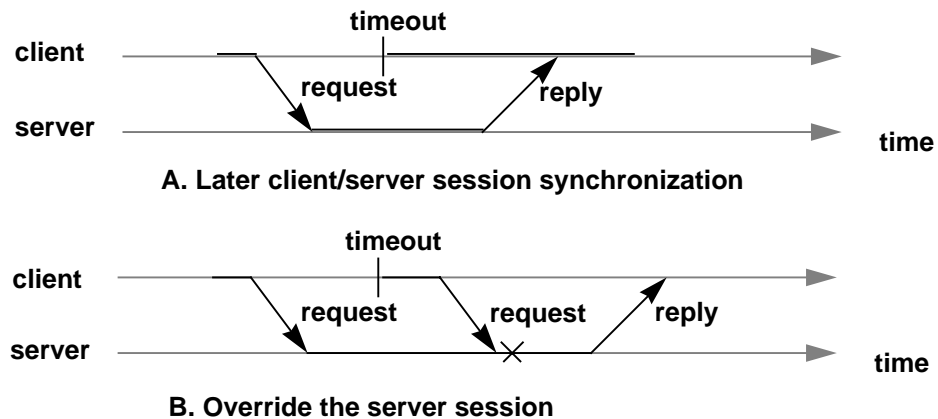 timeout
client
request
reply
server
time
A. Later client/server session synchronization
timeout
client
request
request
reply
server
time
B. Override the server session